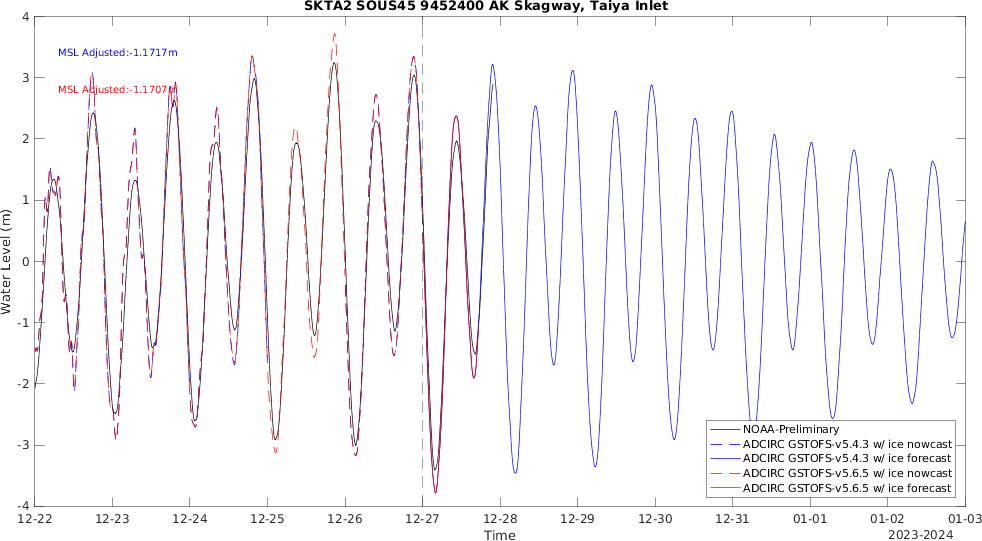 SKTA2 SOUS45 9452400 AK Skagway, Taiya Inlet
4
3
2
1
0
-1
-2
-3
-4
Water Level (m)
MSL Adjusted:-1.1717m
MSL Adjusted:-1.1707m
NOAA-Preliminary
ADCIRC GSTOFS-v5.4.3 w/ ice nowcast
ADCIRC GSTOFS-v5.4.3 w/ ice forecast
ADCIRC GSTOFS-v5.6.5 w/ ice nowcast
ADCIRC GSTOFS-v5.6.5 w/ ice forecast
12-22 12-23 12-24 12-25 12-26 12-27 12-28 12-29 12-30 12-31 01-01 01-02 01-03
Time
2023-2024